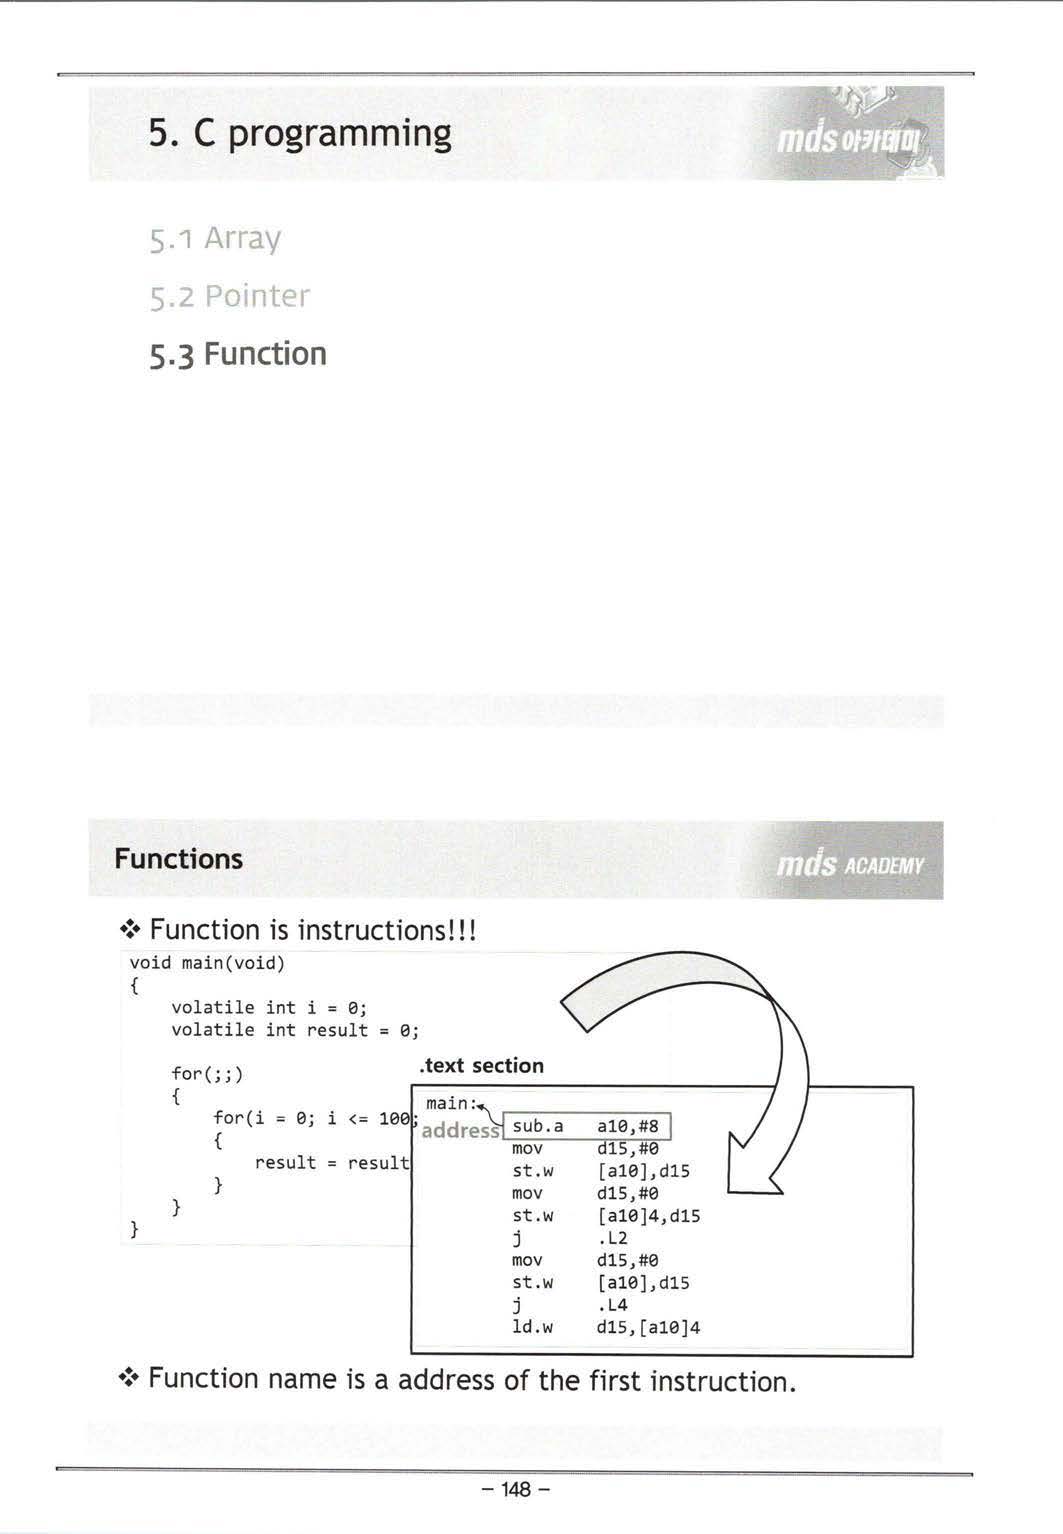 5. C programming
mds 아카데미
5.1 Array
5.2 Pointer
5.3 Function
Functions
mds ACADEMY
❖ Function is instructions!!!
void main(void)
{
    volatile int i = 0;
    volatile int result = 0;
    for(;;)
    {
        for(i = 0; i <= 100;
        {
            result = result
        }
    }
}
.text section
main:
address
sub.a a10,#8
mov d15,#0
st.w [a10],d15
mov d15,#0
st.w [a10]4,d15
j .L2
mov d15,#0
st.w [a10],d15
j .L4
ld.w d15,[a10]4
❖ Function name is a address of the first instruction.
- 148 -